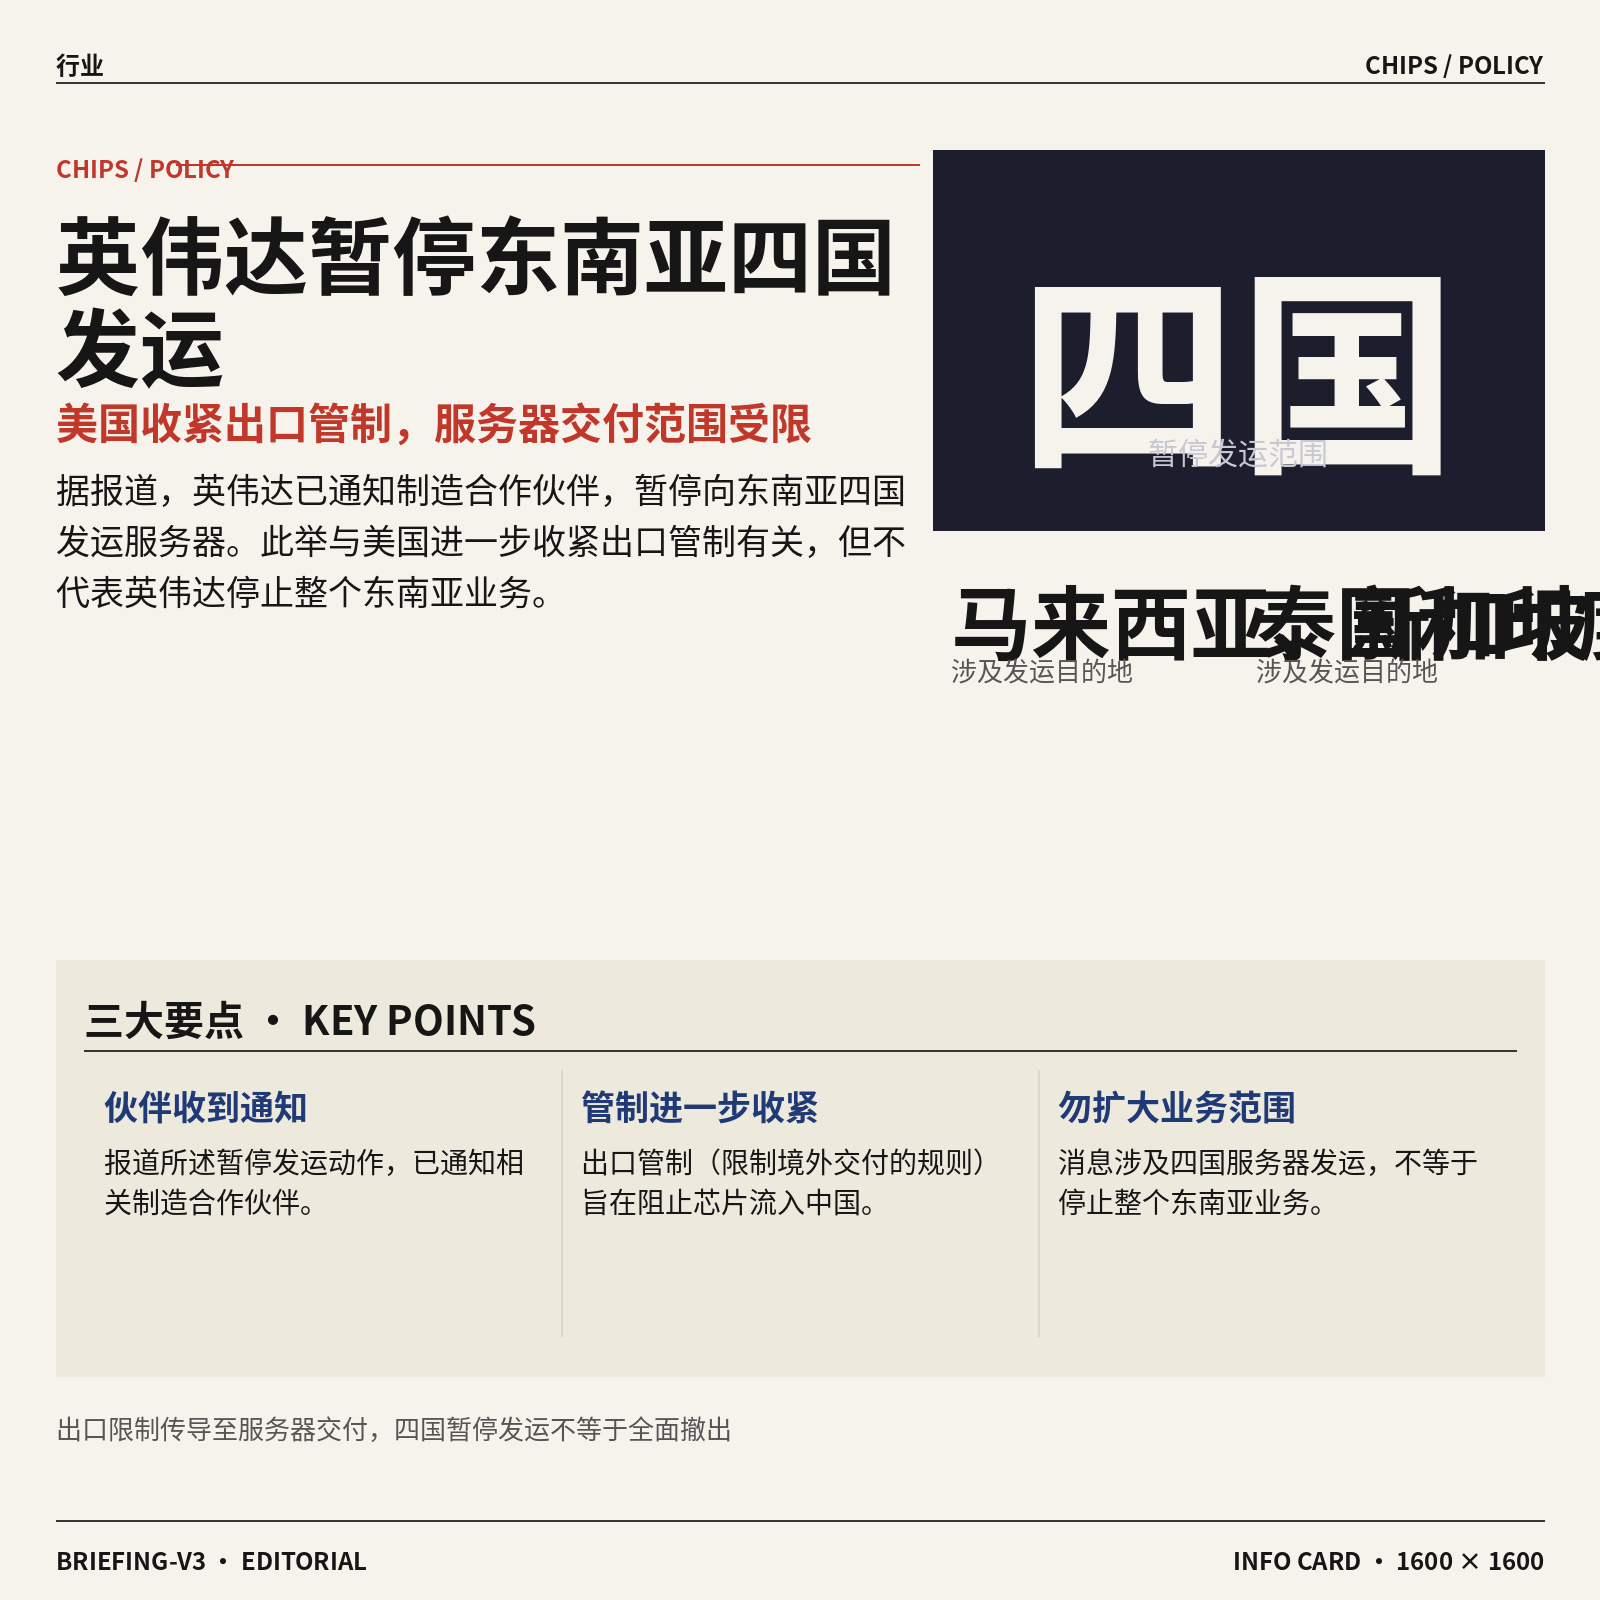 行业
CHIPS / POLICY
CHIPS / POLICY
英伟达暂停东南亚四国
发运
美国收紧出口管制，服务器交付范围受限
据报道，英伟达已通知制造合作伙伴，暂停向东南亚四国
发运服务器。此举与美国进一步收紧出口管制有关，但不
代表英伟达停止整个东南亚业务。
四国
暂停发运范围
马来西亚
泰国
涉及发运目的地
涉及发运目的地
三大要点 · KEY POINTS
伙伴收到通知
报道所述暂停发运动作，已通知相
关制造合作伙伴。
管制进一步收紧
出口管制（限制境外交付的规则）
旨在阻止芯片流入中国。
勿扩大业务范围
消息涉及四国服务器发运，不等于
停止整个东南亚业务。
出口限制传导至服务器交付，四国暂停发运不等于全面撤出
BRIEFING-V3 · EDITORIAL
INFO CARD · 1600 × 1600